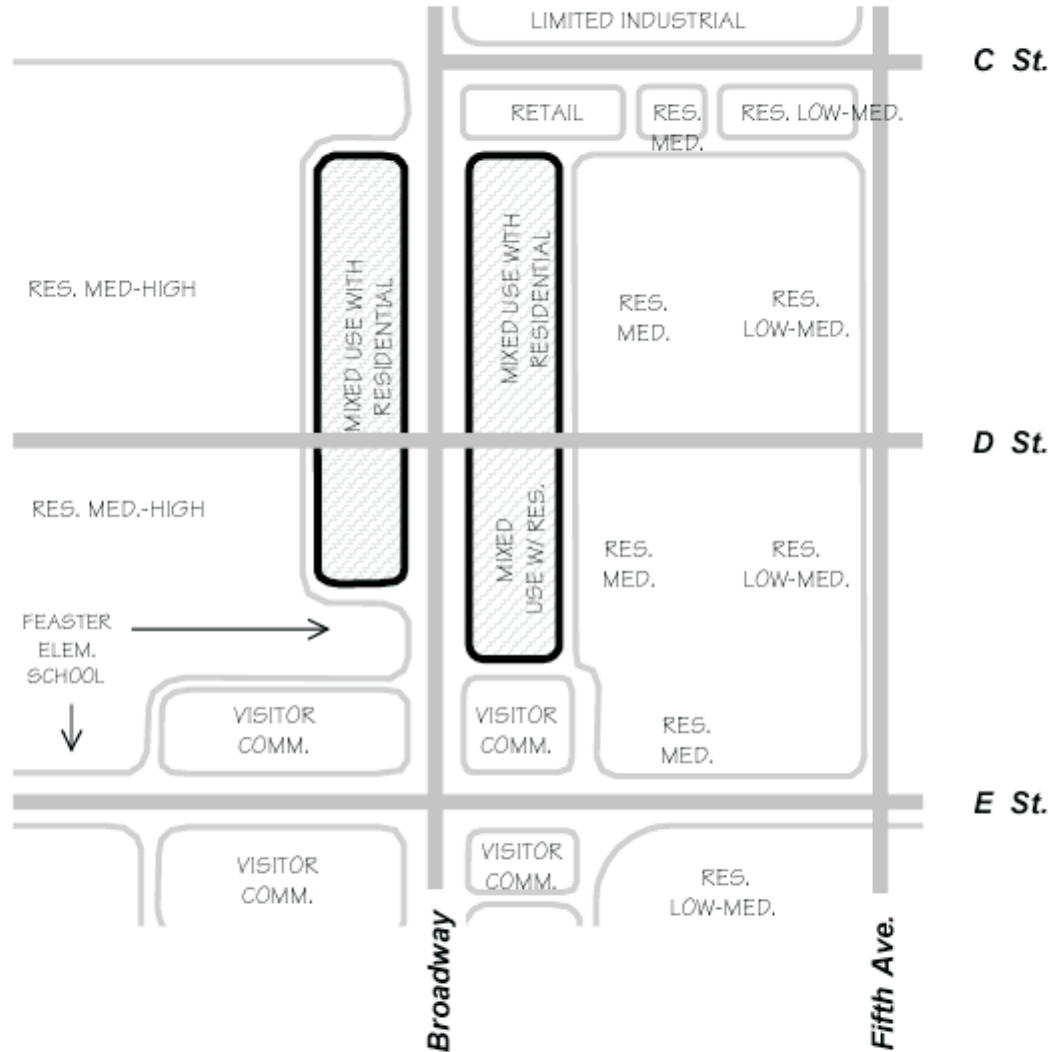 LIMITED INDUSTRIAL
C St.
RETAIL
RES.
MED.
RES. LOW-MED.
RES. MED-HIGH
MIXED USE WITH
RESIDENTIAL
MIXED USE WITH
RESIDENTIAL
RES.
MED.
RES.
LOW-MED.
D St.
RES. MED.-HIGH
MIXED
USE W/ RES.
RES.
MED.
RES.
LOW-MED.
FEASTER
ELEM.
SCHOOL
VISITOR
COMM.
VISITOR
COMM.
RES.
MED.
E St.
VISITOR
COMM.
VISITOR
COMM.
RES.
LOW-MED.
Broadway
Fifth Ave.